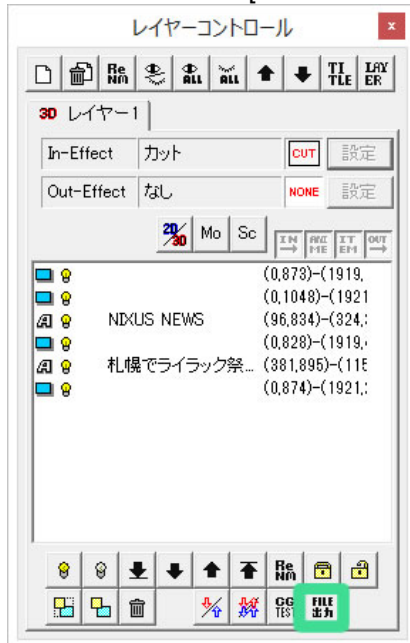 レイヤーコントロール
Re NM ALL ALL TI TLE LAY ER
3D レイヤー1
In-Effect カット CUT 設定
Out-Effect なし NONE 設定
2D/3D Mo Sc IN ANI ME IT EM OUT
(0,873)-(1919,
(0,1048)-(1921
NIXUS NEWS (96,834)-(324,
(0,828)-(1919,
札幌でライラック祭... (381,895)-(115
(0,874)-(1921,
Re NM
CG TEST FILE 出力